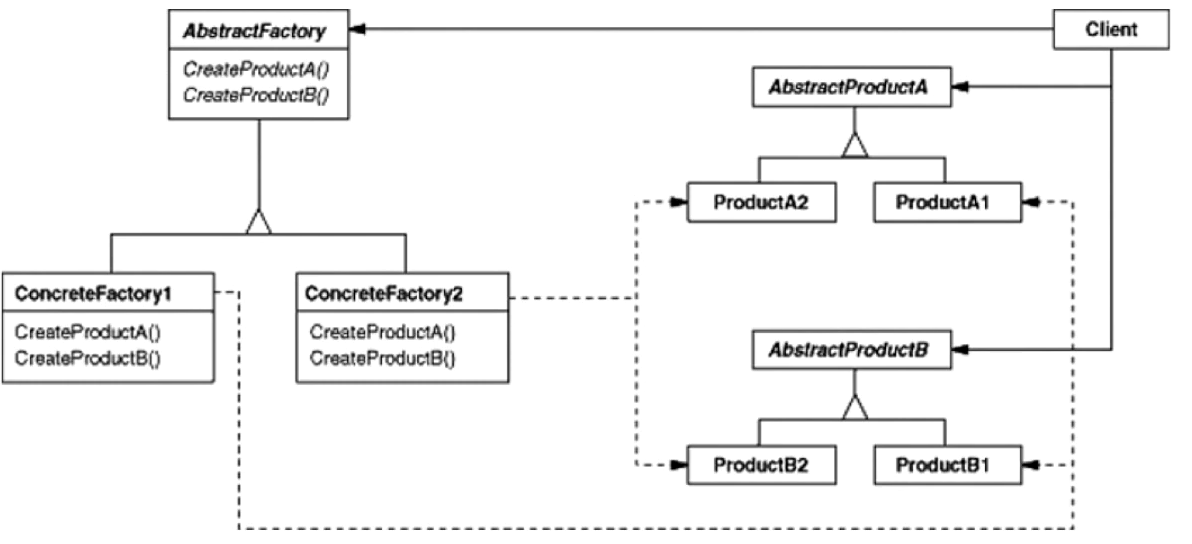 AbstractFactory
CreateProductA()
CreateProductB()
Client
AbstractProductA
ProductA2
ProductA1
ConcreteFactory1
CreateProductA()
CreateProductB()
ConcreteFactory2
CreateProductA()
CreateProductB()
AbstractProductB
ProductB2
ProductB1